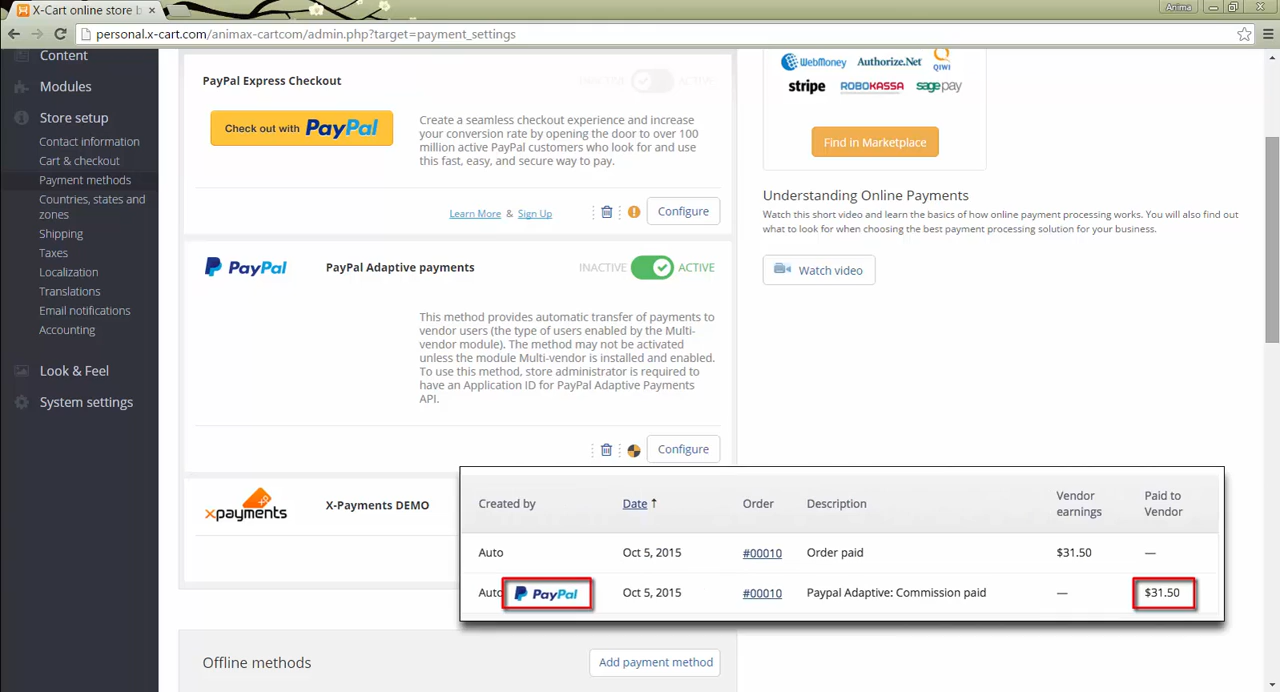 X-Cart online store b
Anima
personal.x-cart.com/animax-cartcom/admin.php?target=payment_settings
Content
Modules
Store setup
Contact information
Cart & checkout
Payment methods
Countries, states and
zones
Shipping
Taxes
Localization
Translations
Email notifications
Accounting
Look & Feel
System settings
PayPal Express Checkout
INACTIVE ACTIVE
Check out with PayPal
Create a seamless checkout experience and increase
your conversion rate by opening the door to over 100
million active PayPal customers who look for and use
this fast, easy, and secure way to pay.
Learn More & Sign Up
Configure
PayPal
PayPal Adaptive payments
INACTIVE ACTIVE
This method provides automatic transfer of payments to
vendor users (the type of users enabled by the Multi-
vendor module). The method may not be activated
unless the module Multi-vendor is installed and enabled.
To use this method, store administrator is required to
have an Application ID for PayPal Adaptive Payments
API.
Configure
xpayments
X-Payments DEMO
WebMoney Authorize.Net QIWI
stripe ROBOKASSA sage pay
Find in Marketplace
Understanding Online Payments
Watch this short video and learn the basics of how online payment processing works. You will also find out
what to look for when choosing the best payment processing solution for your business.
Watch video
Created by Date ↑ Order Description Vendor earnings Paid to Vendor
Auto Oct 5, 2015 #00010 Order paid $31.50 —
Auto PayPal Oct 5, 2015 #00010 Paypal Adaptive: Commission paid — $31.50
Offline methods
Add payment method